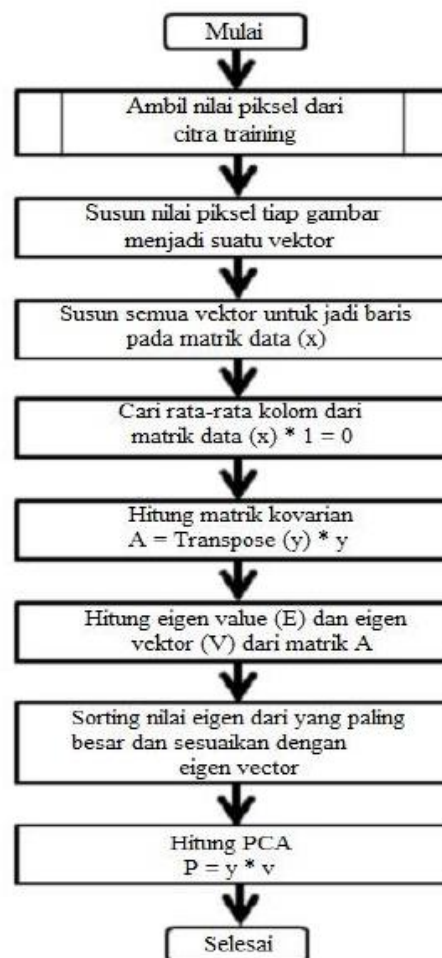 Mulai
Ambil nilai piksel dari
citra training
Susun nilai piksel tiap gambar
menjadi suatu vektor
Susun semua vektor untuk jadi baris
pada matrik data (x)
Cari rata-rata kolom dari
matrik data (x) * 1 = 0
Hitung matrik kovarian
A = Transpose (y) * y
Hitung eigen value (E) dan eigen
vektor (V) dari matrik A
Sorting nilai eigen dari yang paling
besar dan sesuaikan dengan
eigen vector
Hitung PCA
P = y * v
Selesai